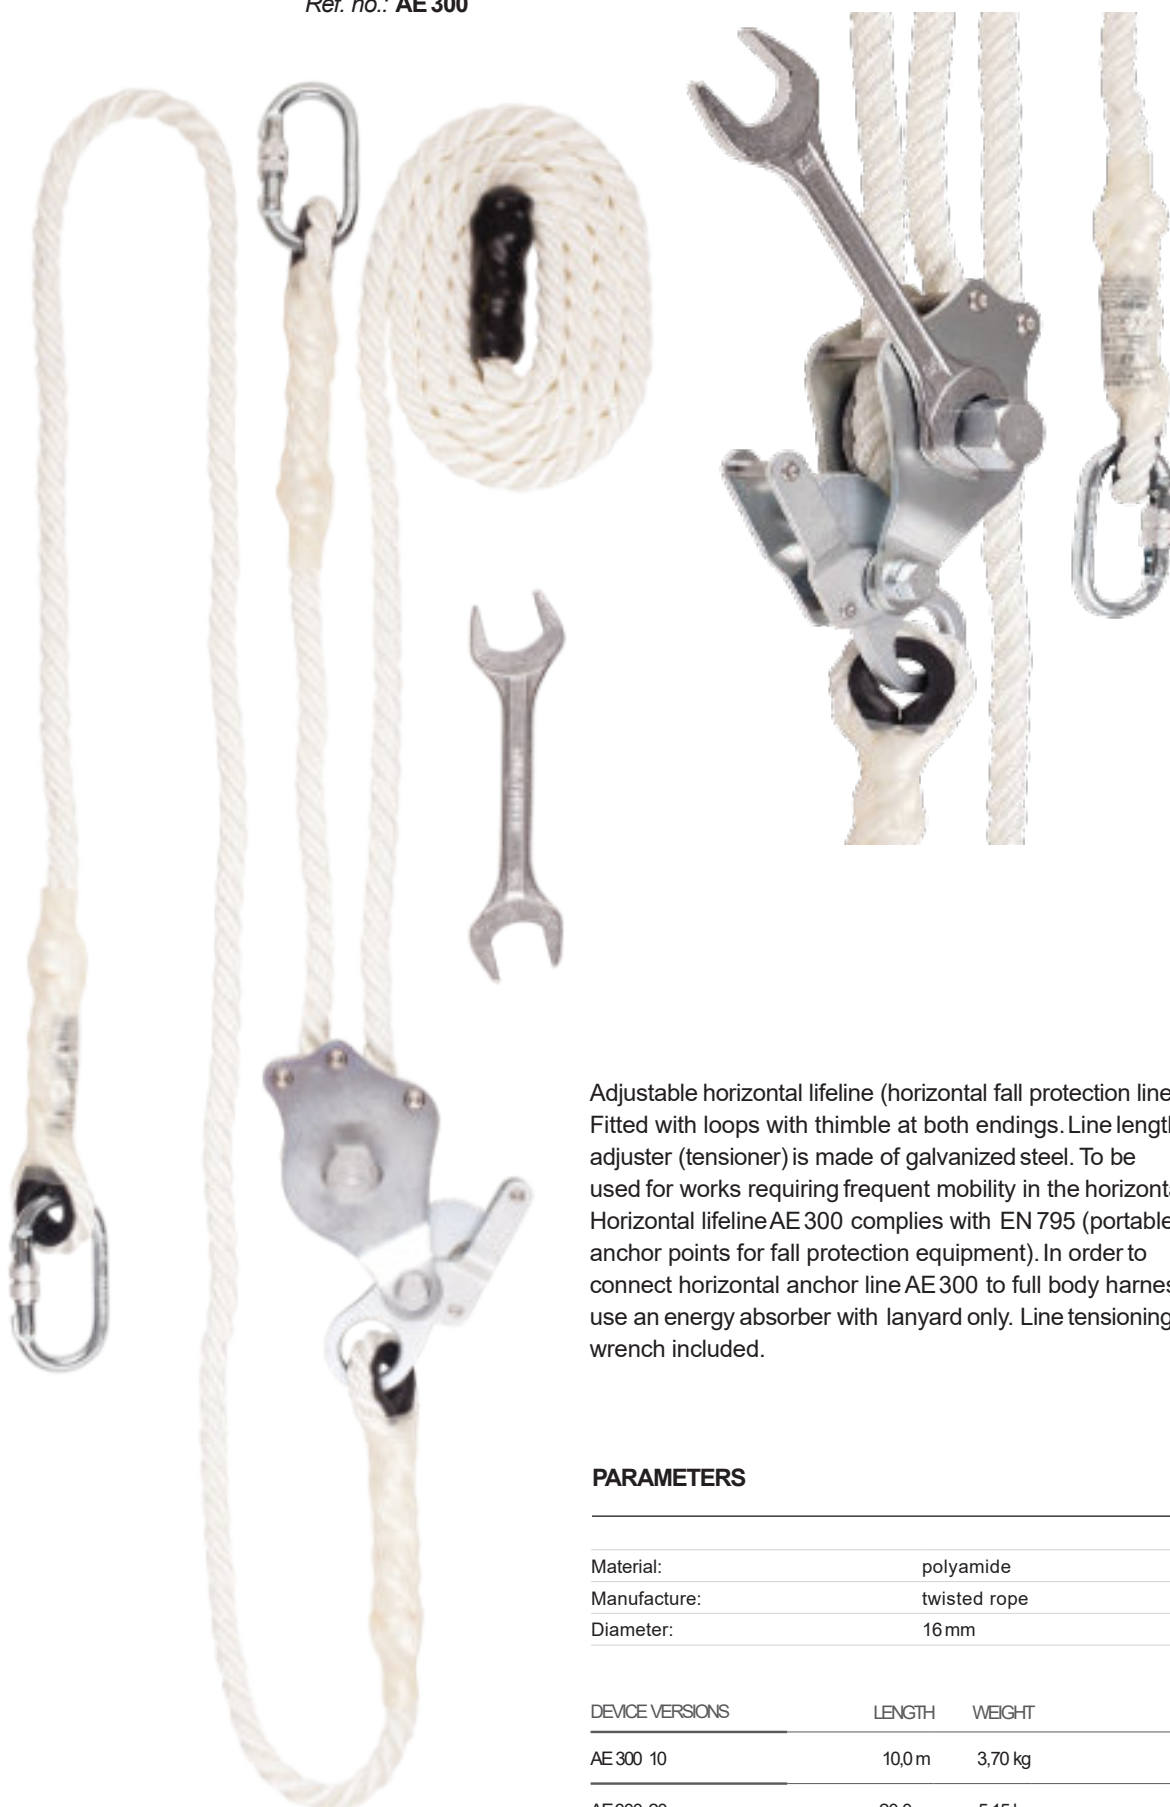 Ref. no.: AE 300
Adjustable horizontal lifeline (horizontal fall protection line
Fitted with loops with thimble at both endings. Line length
adjuster (tensioner) is made of galvanized steel. To be
used for works requiring frequent mobility in the horizonta
Horizontal lifeline AE 300 complies with EN 795 (portable
anchor points for fall protection equipment). In order to
connect horizontal anchor line AE 300 to full body harnes
use an energy absorber with lanyard only. Line tensioning
wrench included.
PARAMETERS
Material: polyamide
Manufacture: twisted rope
Diameter: 16 mm
DEVICE VERSIONS LENGTH WEIGHT
AE 300 10 10,0 m 3,70 kg